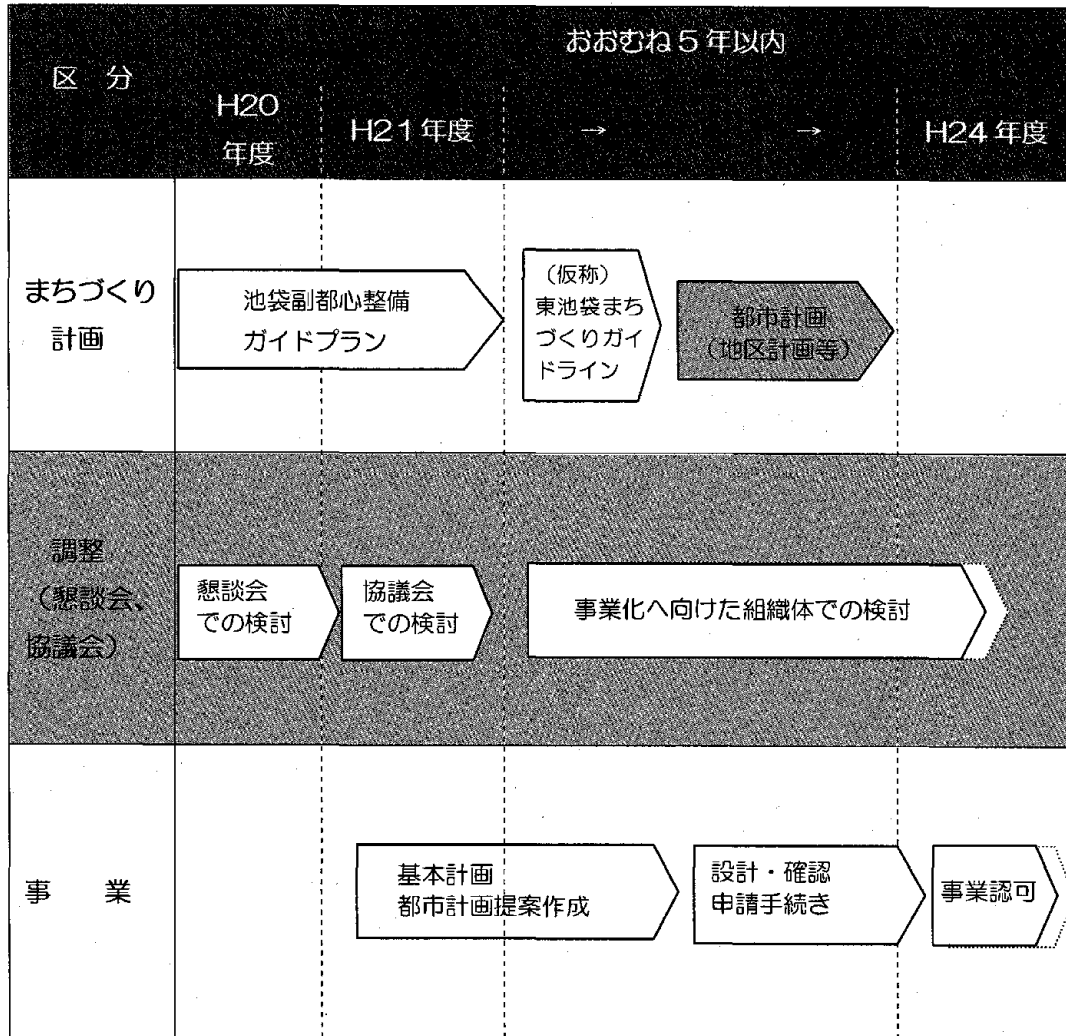 区 分
おおむね５年以内
H20
年度
H21 年度
→
→
H24 年度
まちづくり
計画
池袋副都心整備
ガイドプラン
（仮称）
東池袋まち
づくりガイ
ドライン
都市計画
（地区計画等）
調整
（懇談会、
協議会）
懇談会
での検討
協議会
での検討
事業化へ向けた組織体での検討
事 業
基本計画
都市計画提案作成
設計・確認
申請手続き
事業認可